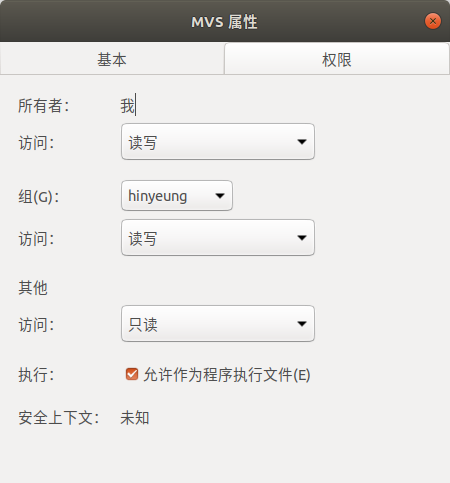 MVS 属性
基本 权限
所有者： 我
访问： 读写
组(G)： hinyeung
访问： 读写
其他
访问： 只读
执行： 允许作为程序执行文件(E)
安全上下文： 未知